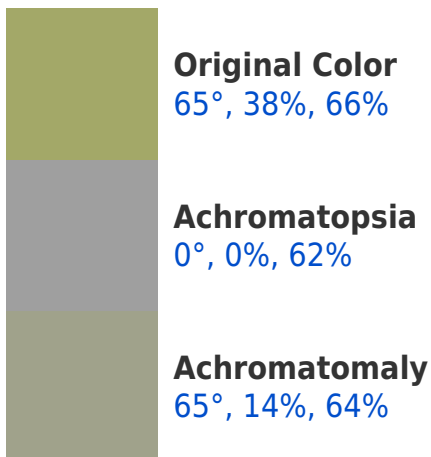 Original Color
65°, 38%, 66%
Achromatopsia
0°, 0%, 62%
Achromatomaly
65°, 14%, 64%